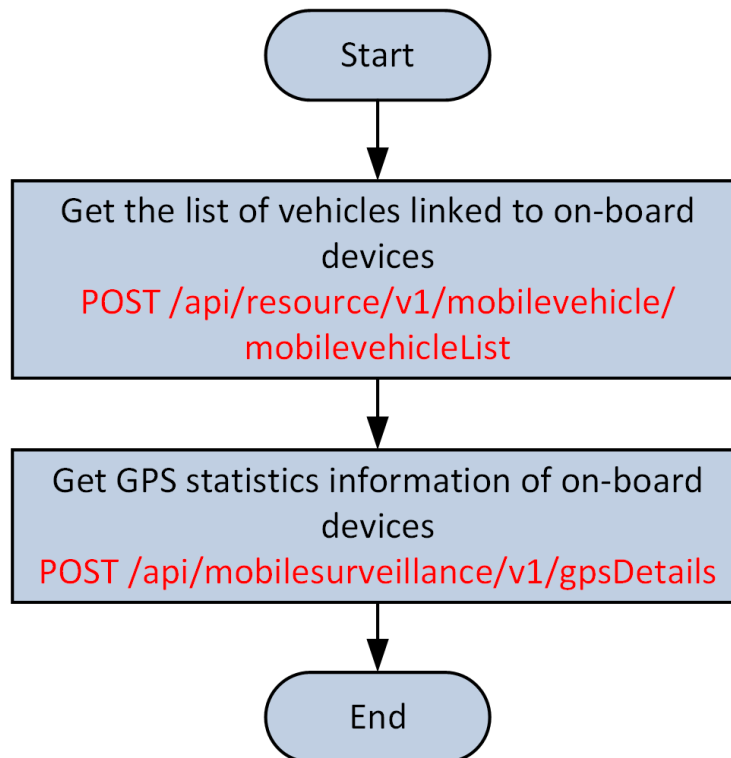 Start
Get the list of vehicles linked to on-board
devices
POST /api/resource/v1/mobilevehicle/
mobilevehicleList
Get GPS statistics information of on-board
devices
POST /api/mobilesurveillance/v1/gpsDetails
End